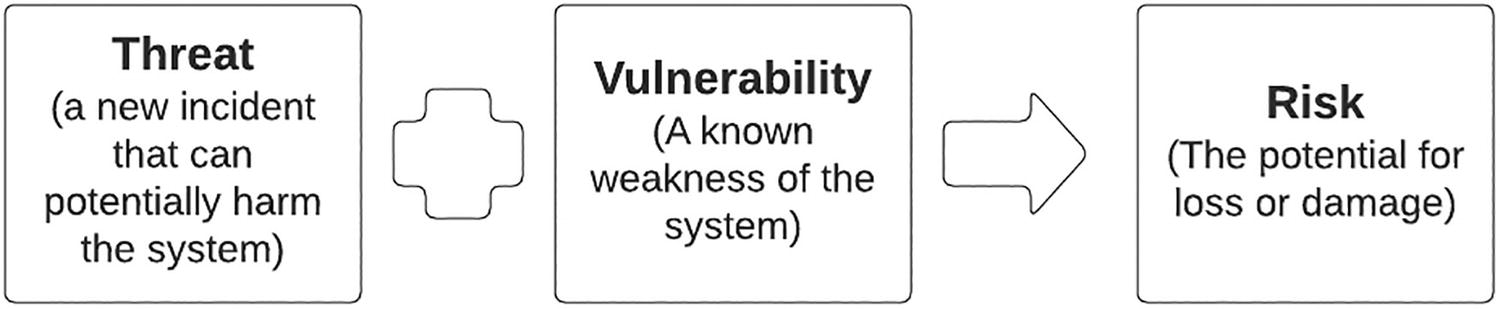 Threat
(a new incident
that can
potentially harm
the system)
Vulnerability
(A known
weakness of the
system)
Risk
(The potential for
loss or damage)